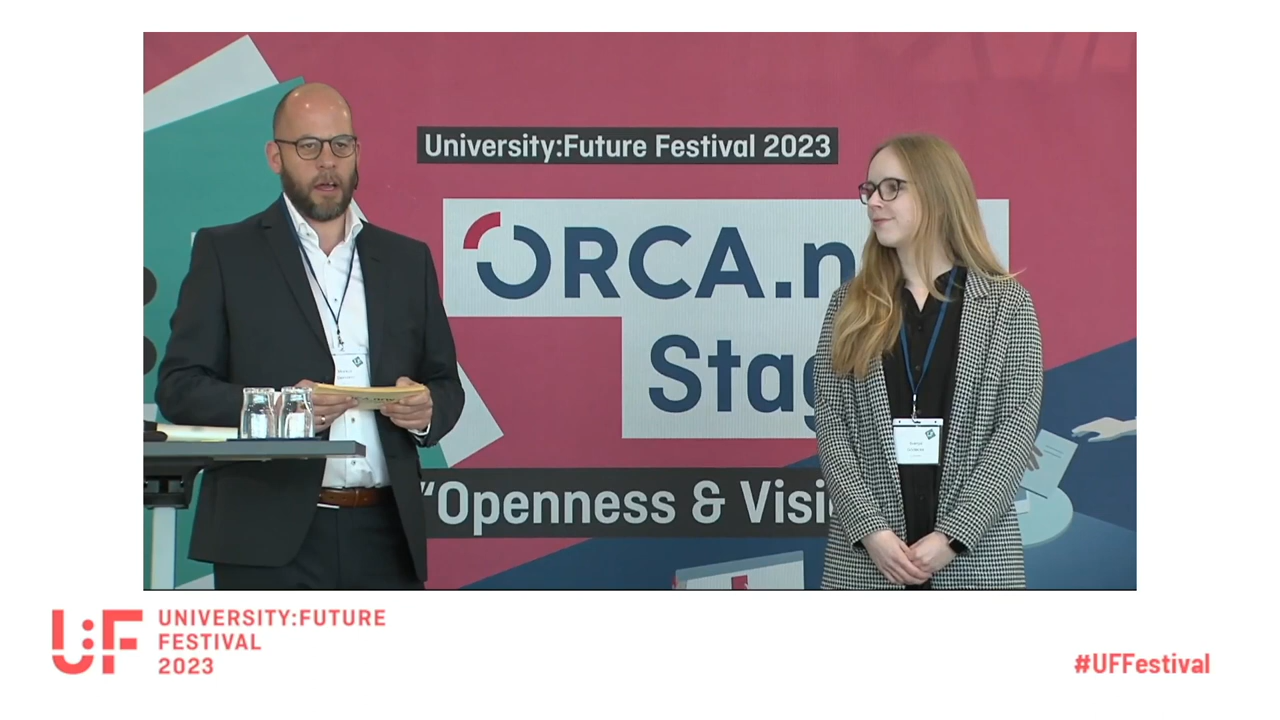 University:Future Festival 2023
ORCA.n
Stag
“Openness & Visi
UNIVERSITY:FUTURE
FESTIVAL
2023
#UFFestival